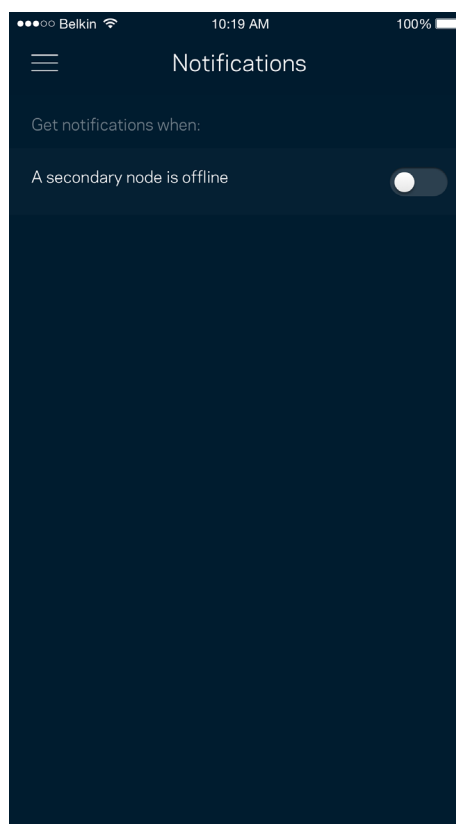 ●●●○○ Belkin 10:19 AM 100%
Notifications
Get notifications when:
A secondary node is offline